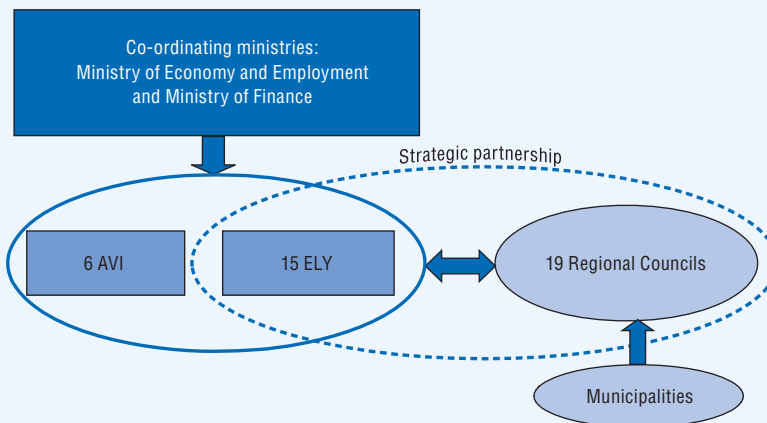 Co-ordinating ministries:
Ministry of Economy and Employment
and Ministry of Finance
Strategic partnership
6 AVI
15 ELY
19 Regional Councils
Municipalities